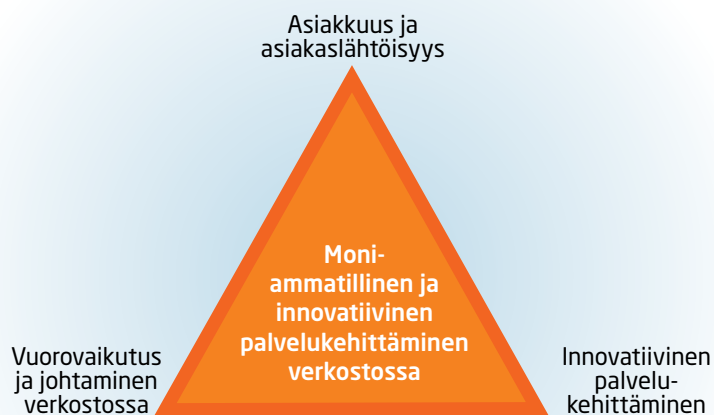 Asiakkuus ja
asiakaslähtöisyys
Moni-
ammatillinen ja
innovatiivinen
palvelukehittäminen
verkostossa
Vuorovaikutus
ja johtaminen
verkostossa
Innovatiivinen
palvelu-
kehittäminen